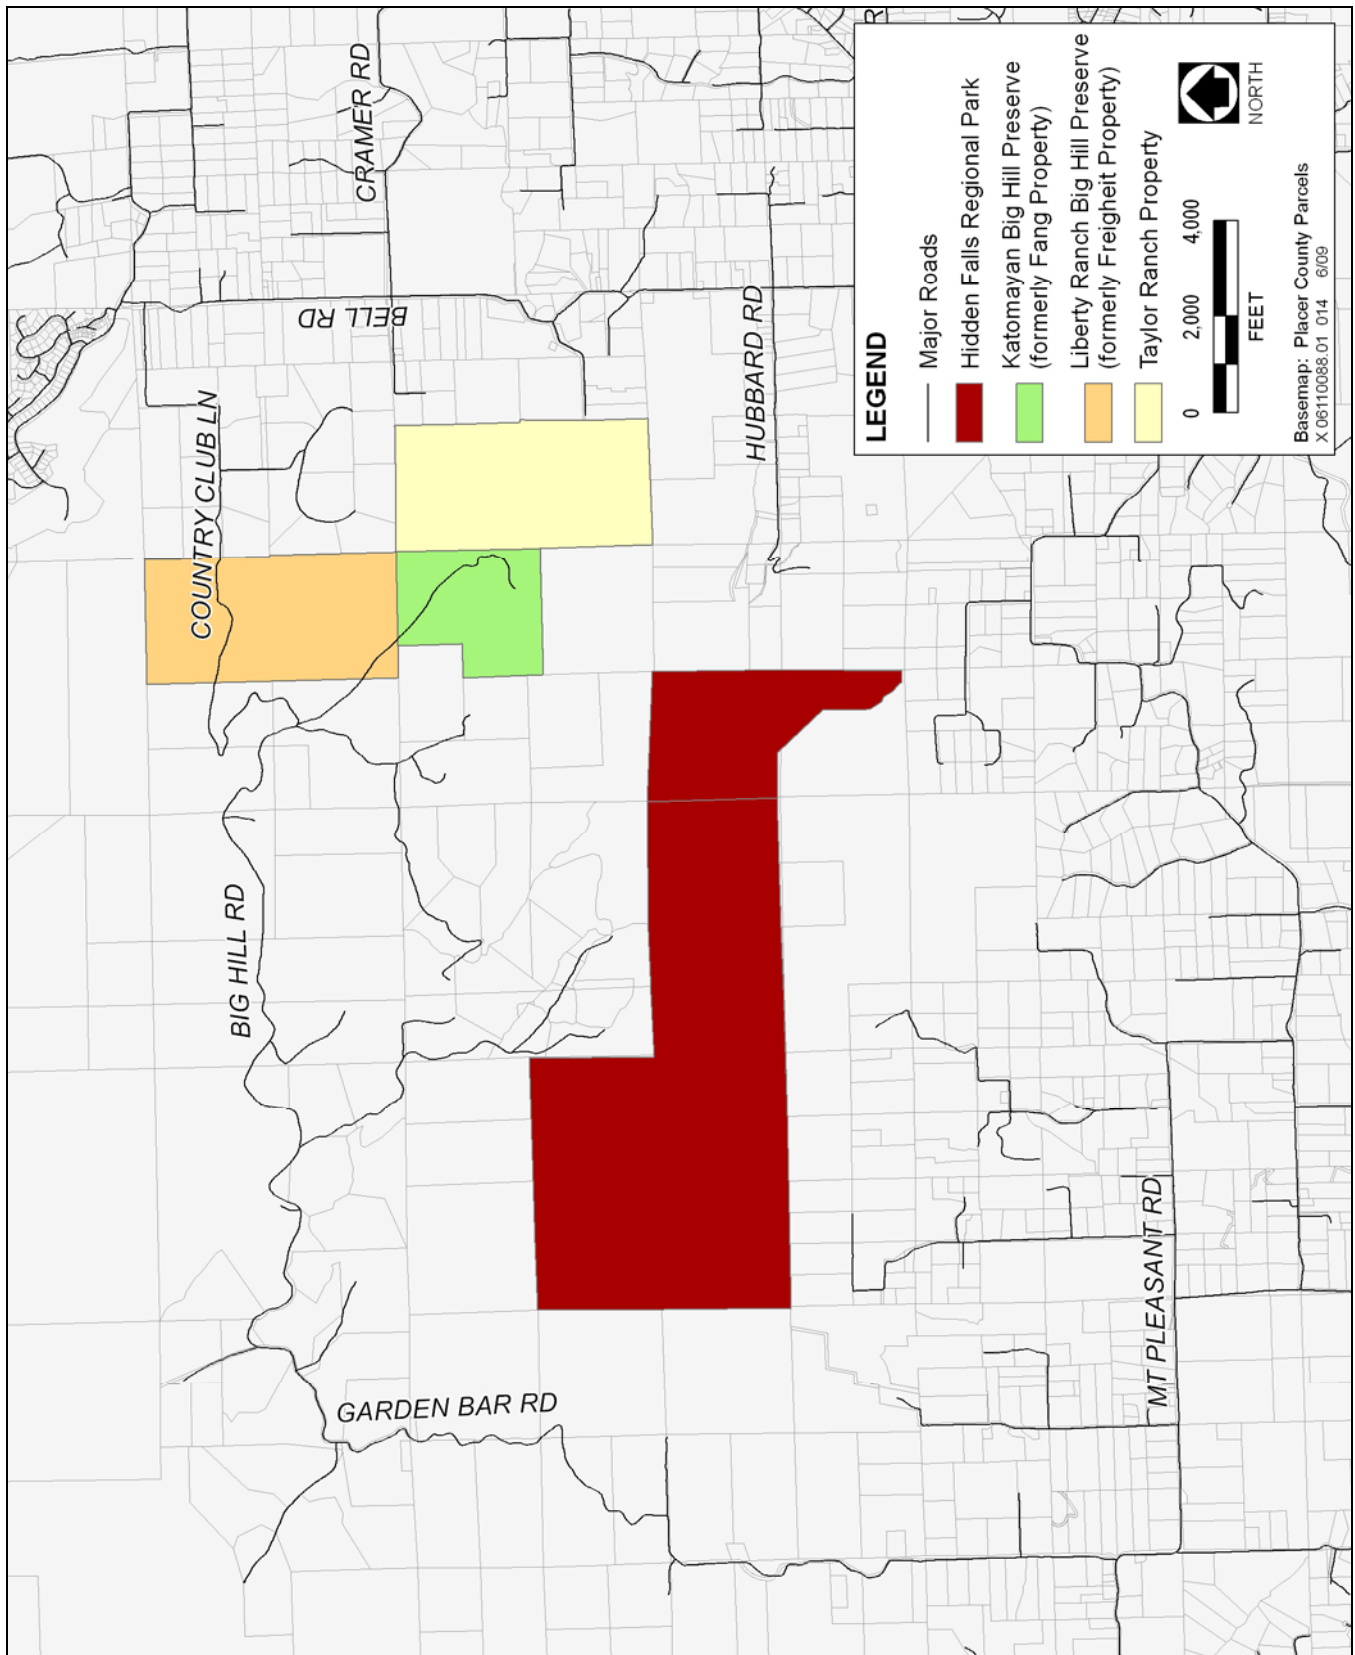 COUNTRY CLUB LN
BIG HILL RD
BELL RD
CRAMER RD
GARDEN BAR RD
HUBBARD RD
MT PLEASANT RD
R
LEGEND
Major Roads
Hidden Falls Regional Park
Katomayan Big Hill Preserve
(formerly Fang Property)
Liberty Ranch Big Hill Preserve
(formerly Freigheit Property)
Taylor Ranch Property
0 2,000 4,000
FEET
NORTH
Basemap: Placer County Parcels
X 06110088.01 014 6/09